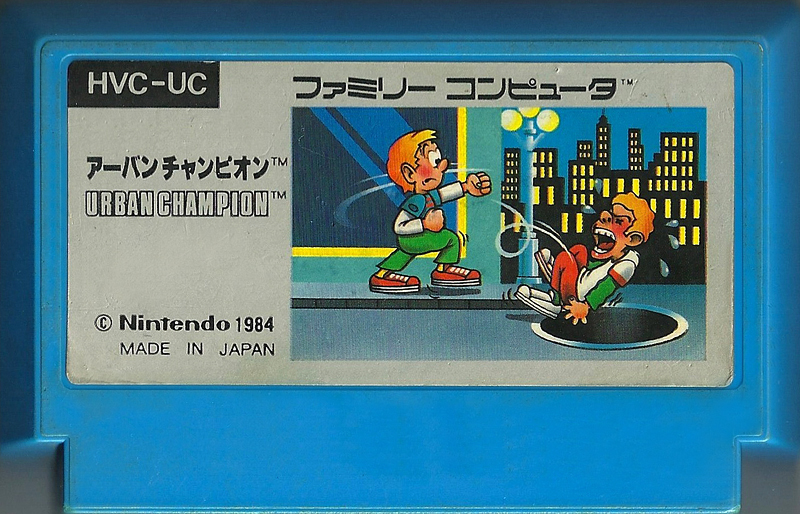 HVC-UC
ファミリー コンピュータ™
アーバンチャンピオン™
URBAN CHAMPION™
© Nintendo 1984
MADE IN JAPAN